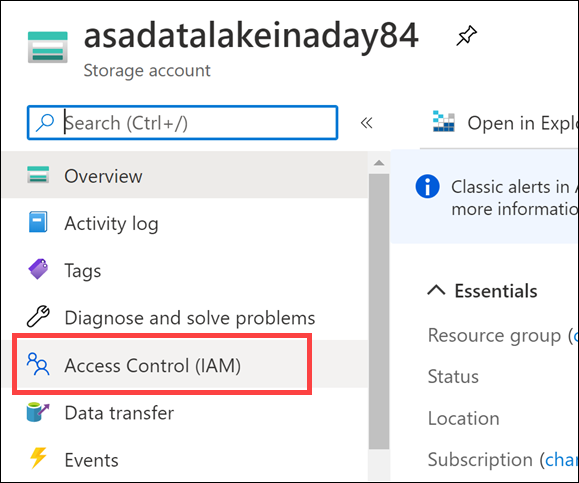 asadatalakeinaday84
Storage account
Search (Ctrl+/)
«
Open in Explo
Overview
Activity log
Tags
Diagnose and solve problems
Access Control (IAM)
Data transfer
Events
Classic alerts in A
more informatio
Essentials
Resource group (c
Status
Location
Subscription (chan